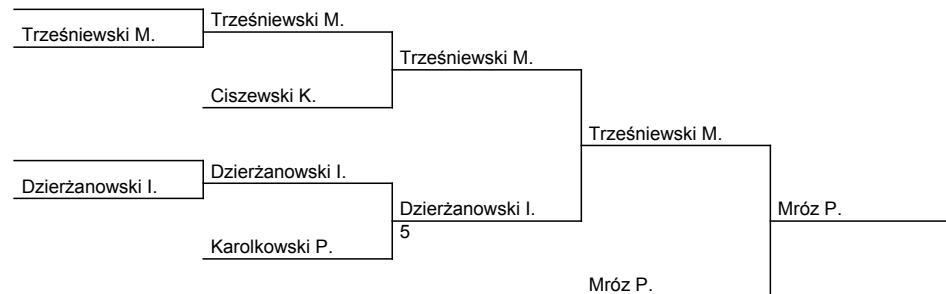 Trześniewski M.
Trześniewski M.
Trześniewski M.
Ciszewski K.
Trześniewski M.
Dzierżanowski I.
Dzierżanowski I.
Dzierżanowski I.
5
Mróz P.
Karolkowski P.
Mróz P.